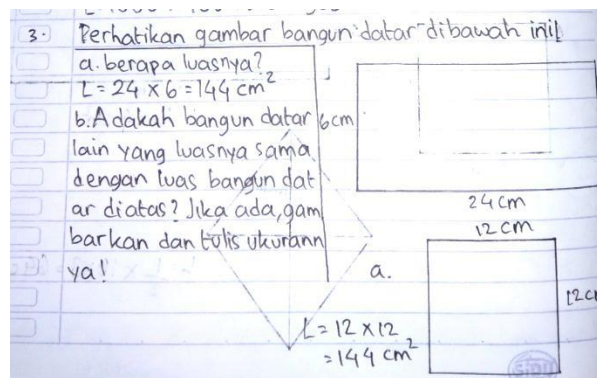 3. Perhatikan gambar bangun datar dibawah ini!
a. berapa luasnya?
L = 24 x 6 = 144 cm²
b. Adakah bangun datar
lain yang luasnya sama
dengan luas bangun dat
ar diatas? Jika ada, gam
barkan dan tulis ukurann
ya!
6cm
24 cm
12 cm
a.
12 c
L = 12 x 12
= 144 cm²
SIDU